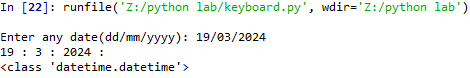 In [22]: runfile('Z:/python lab/keyboard.py', wdir='Z:/python lab')
Enter any date(dd/mm/yyyy): 19/03/2024
19 : 3 : 2024 :
<class 'datetime.datetime'>